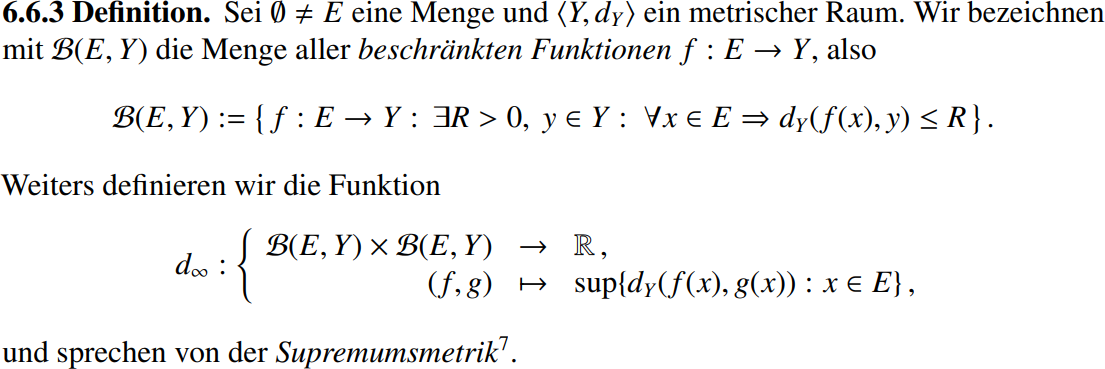 6.6.3 Definition. Sei ∅ ≠ E eine Menge und ⟨Y, d_Y⟩ ein metrischer Raum. Wir bezeichnen
mit ℬ(E, Y) die Menge aller beschränkten Funktionen f : E → Y, also
ℬ(E, Y) := { f : E → Y : ∃R > 0, y ∈ Y : ∀x ∈ E ⇒ d_Y(f(x), y) ≤ R } .
Weiters definieren wir die Funktion
d_∞ : { ℬ(E, Y) × ℬ(E, Y) → ℝ ,
(f, g) ↦ sup{d_Y(f(x), g(x)) : x ∈ E} ,
und sprechen von der Supremumsmetrik⁷.